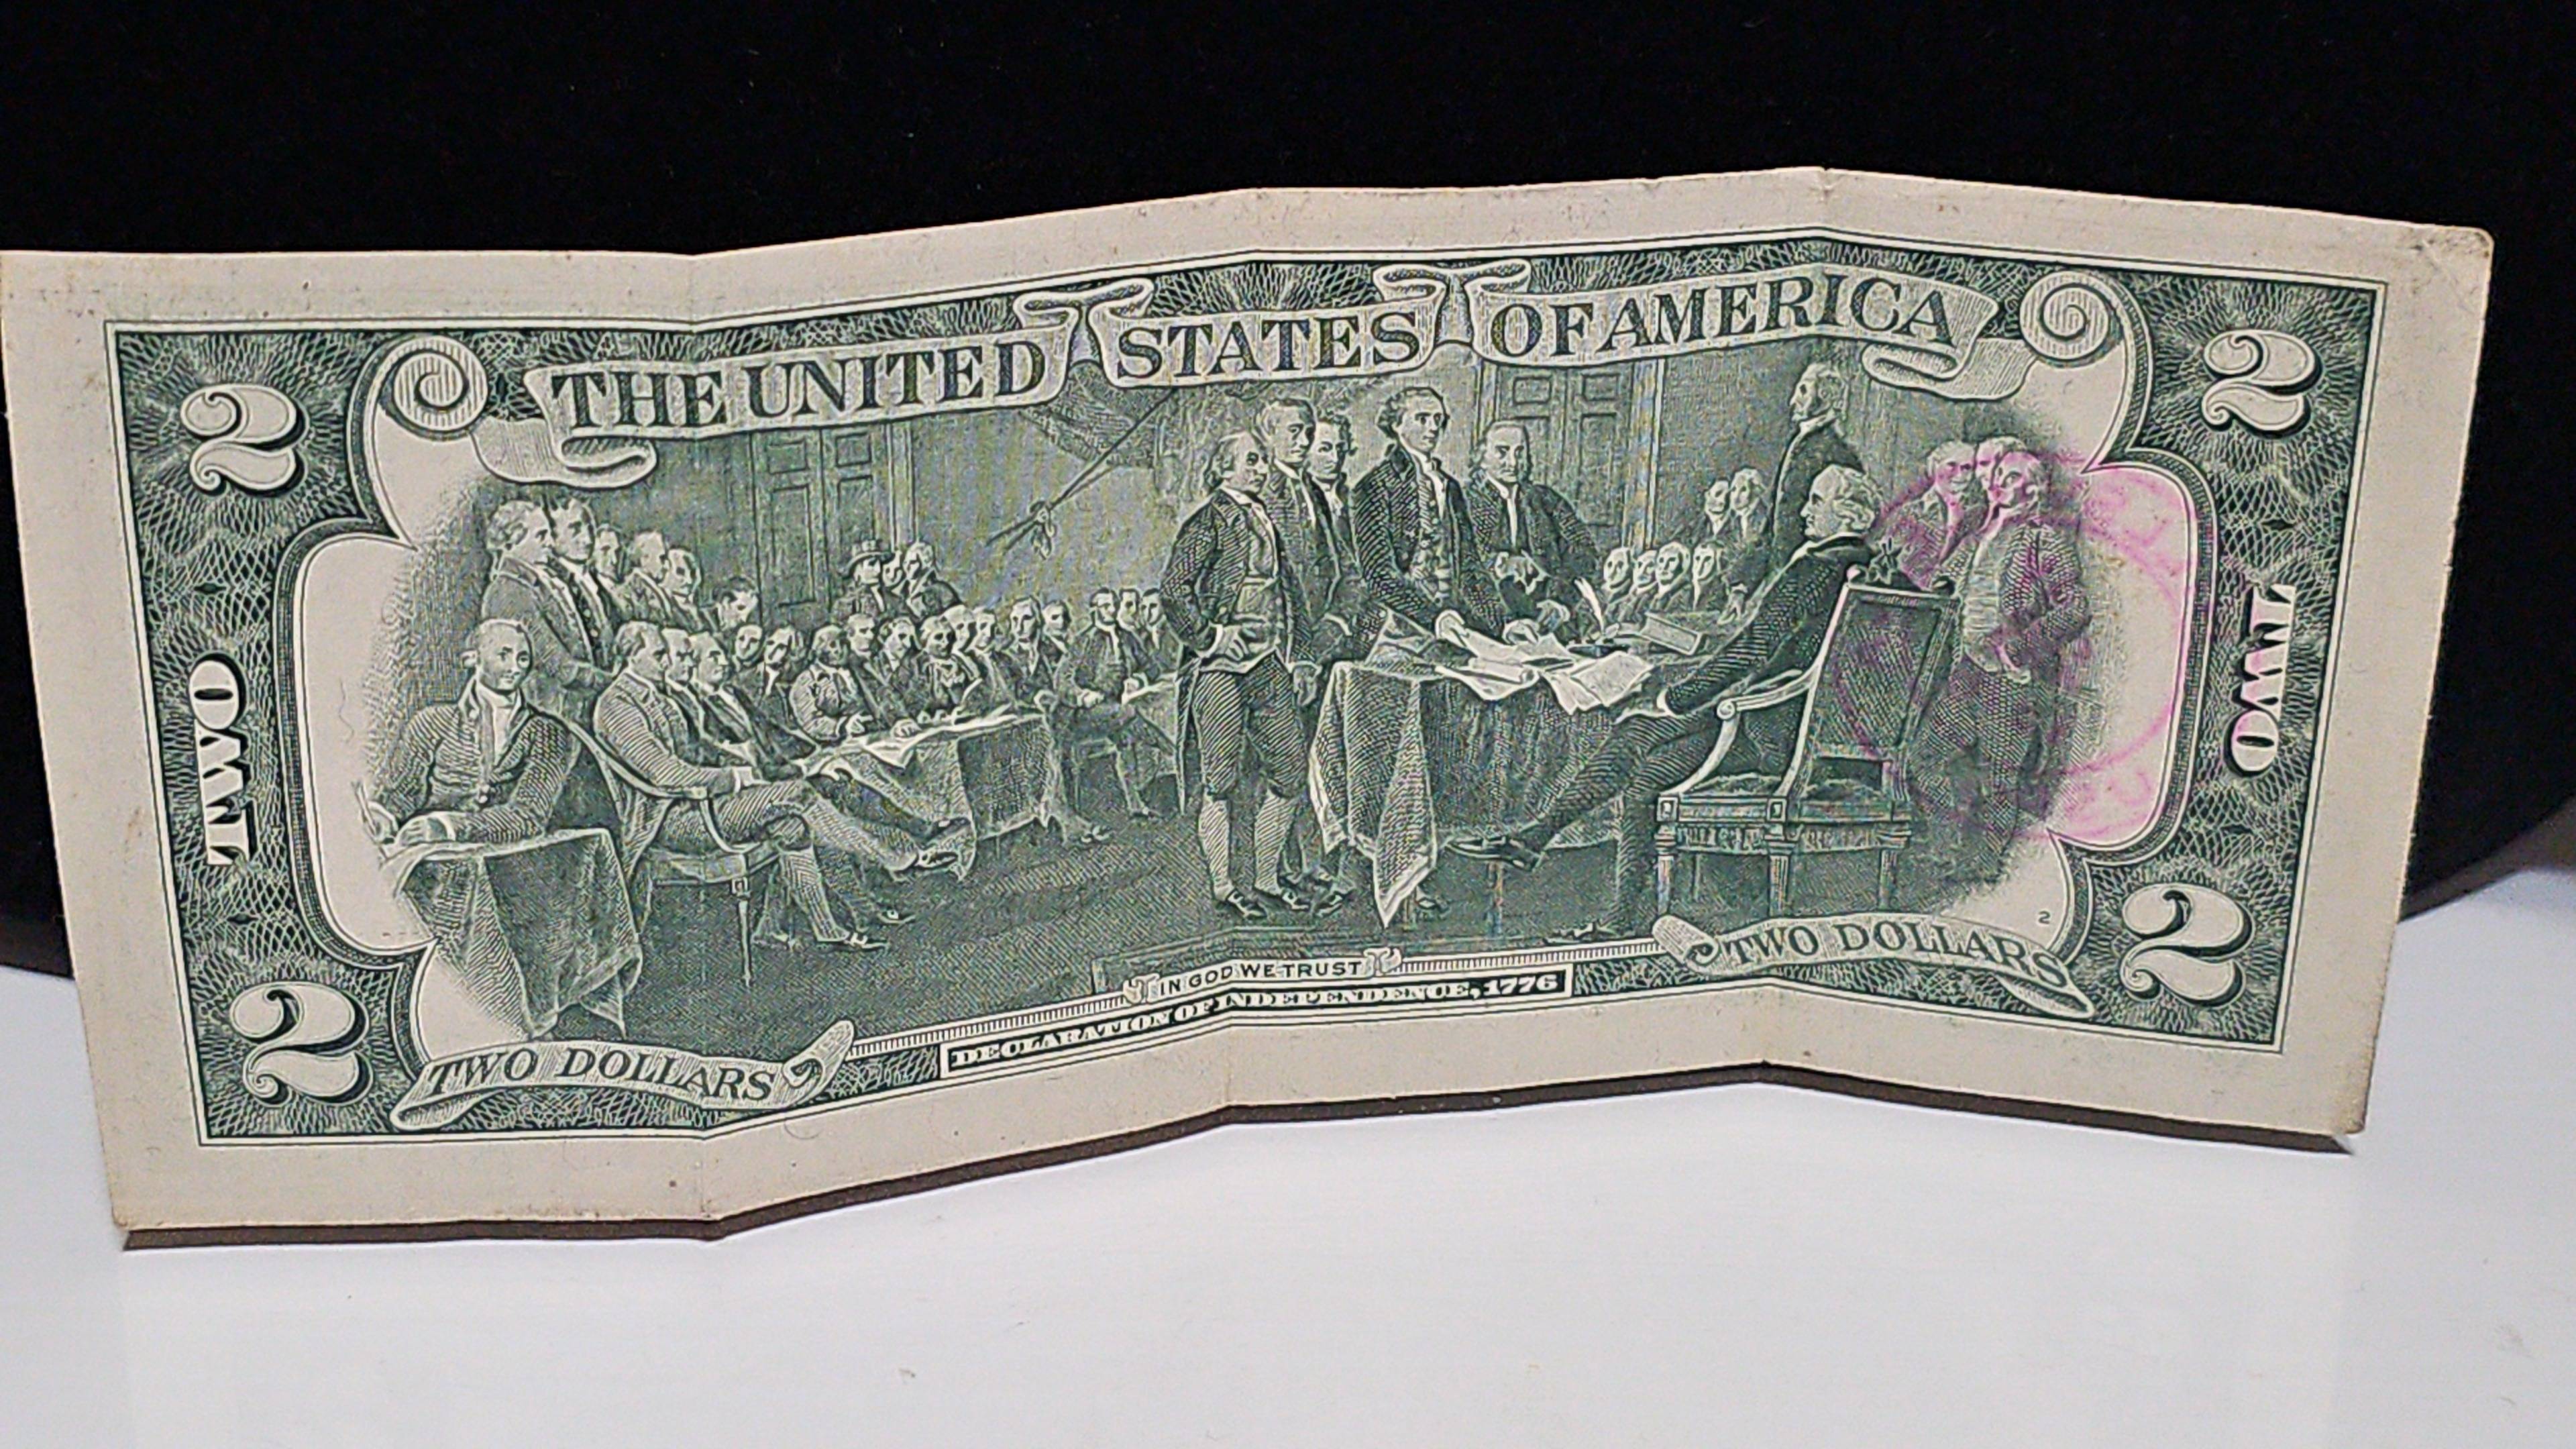 THE UNITED STATES OF AMERICA
2
2
TWO
TWO
2
2
2
IN GOD WE TRUST
DECLARATION OF INDEPENDENCE, 1776
TWO DOLLARS
TWO DOLLARS